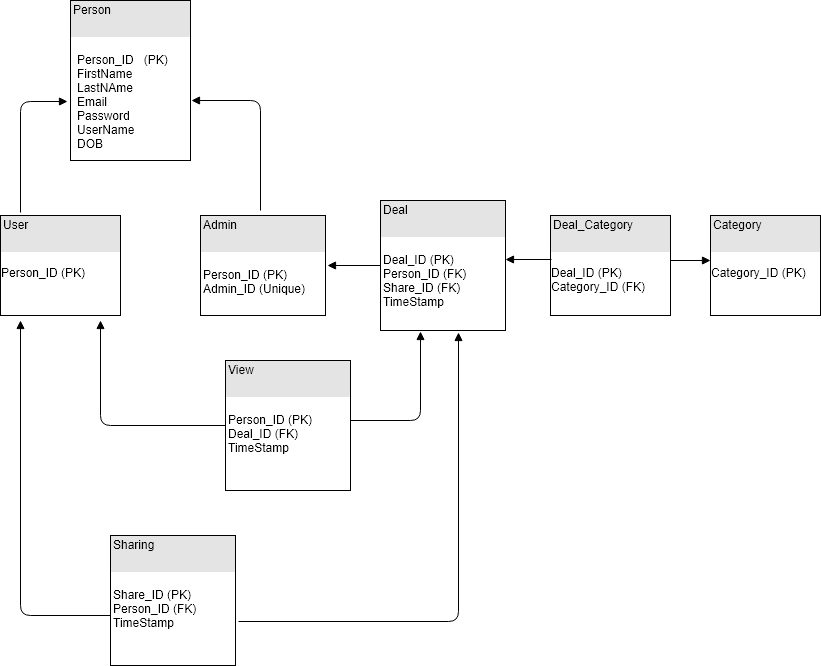 Person
Person_ID (PK)
FirstName
LastNAme
Email
Password
UserName
DOB
User
Person_ID (PK)
Admin
Person_ID (PK)
Admin_ID (Unique)
Deal
Deal_ID (PK)
Person_ID (FK)
Share_ID (FK)
TimeStamp
Deal_Category
Deal_ID (PK)
Category_ID (FK)
Category
Category_ID (PK)
View
Person_ID (PK)
Deal_ID (FK)
TimeStamp
Sharing
Share_ID (PK)
Person_ID (FK)
TimeStamp